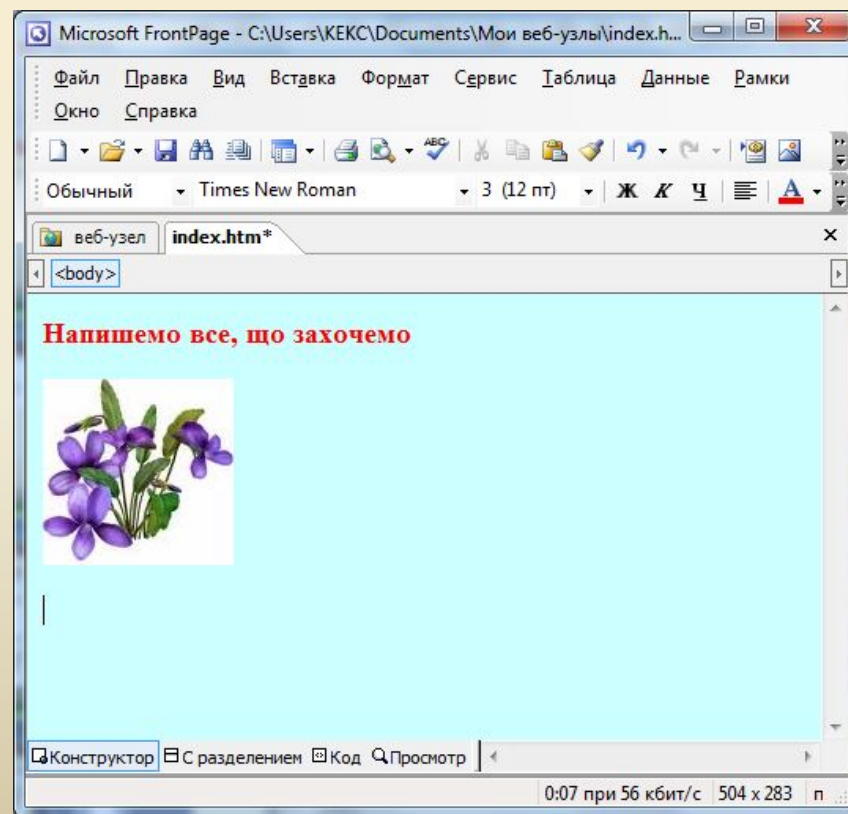 Microsoft FrontPage - C:\Users\КЕКС\Documents\Мои веб-узлы\index.h...
Файл Правка Вид Вставка Формат Сервис Таблица Данные Рамки
Окно Справка
ABC
Обычный Times New Roman 3 (12 пт) Ж К Ч A
веб-узел index.htm*
<body>
Напишемо все, що захочемо
Конструктор С разделением Код Просмотр
0:07 при 56 кбит/с 504 x 283 п